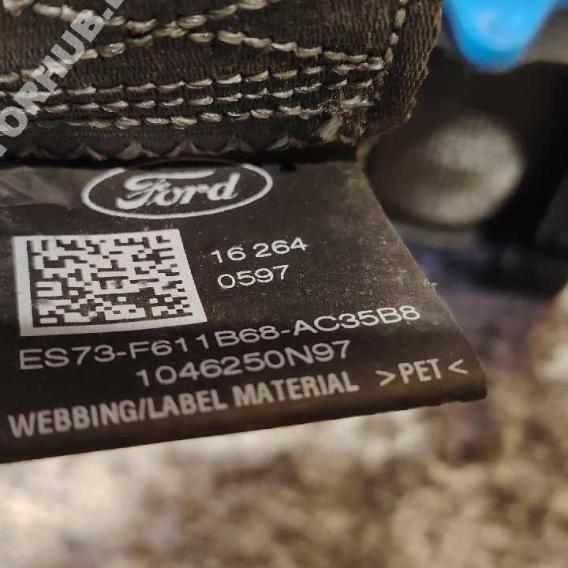 Ford
16 264
0597
ES73-F611B68-AC35B8
1046250N97
WEBBING/LABEL MATERIAL >PET<